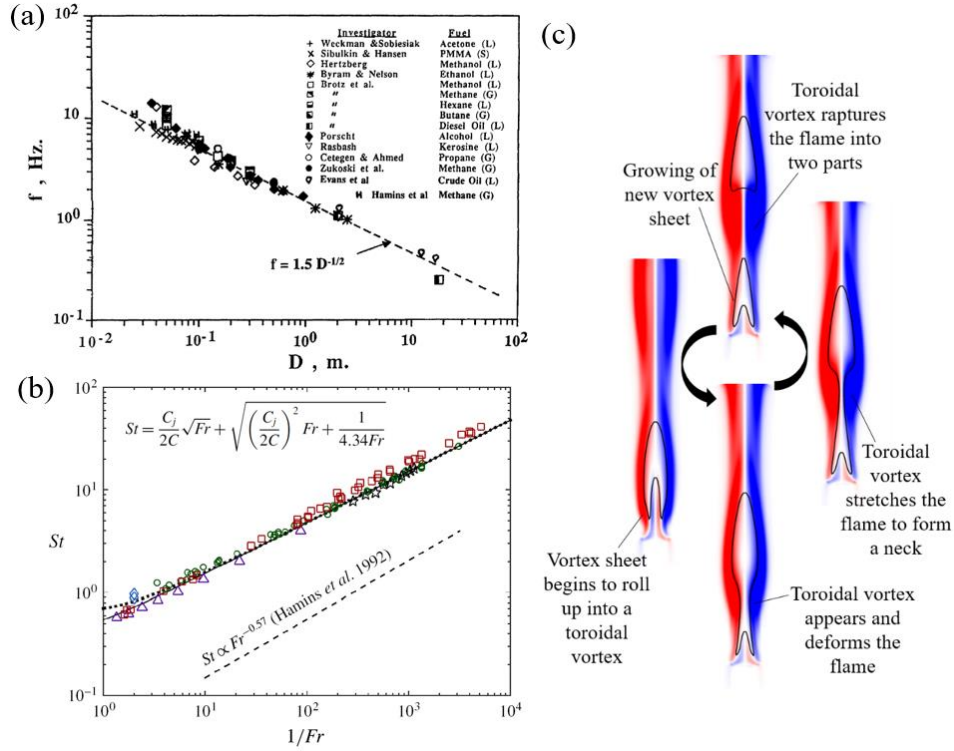 (a)
10²
10¹
10⁰
10⁻¹
f , Hz.
10⁻²
10⁻¹
10⁰
10¹
10²
D , m.
Investigator Fuel
+ Weckman &Sobiesiak Acetone (L)
× Sibulkin & Hansen PMMA (S)
◇ Hertzberg Methanol (L)
✱ Byram & Nelson Ethanol (L)
Brotz et al. Methanol (L)
" Methane (G)
" Hexane (L)
" Butane (G)
" Diesel Oil (L)
◆ Porscht Alcohol (L)
▽ Rasbash Kerosine (L)
○ Cetegen & Ahmed Propane (G)
● Zukoski et al. Methane (G)
Evans et al Crude Oil (L)
Hamins et al Methane (G)
f = 1.5 D⁻¹/²
(b)
10²
10¹
10⁰
10⁻¹
St
St = C_j/2C √Fr + √((C_j/2C)² Fr + 1/4.34Fr)
St ∝ Fr⁻⁰·⁵⁷ (Hamins et al. 1992)
10⁰
10¹
10²
10³
10⁴
1/Fr
(c)
Toroidal
vortex raptures
the flame into
two parts
Growing of
new vortex
sheet
Toroidal
vortex
stretches the
flame to form
a neck
Vortex sheet
begins to roll
up into a
toroidal
vortex
Toroidal vortex
appears and
deforms the
flame